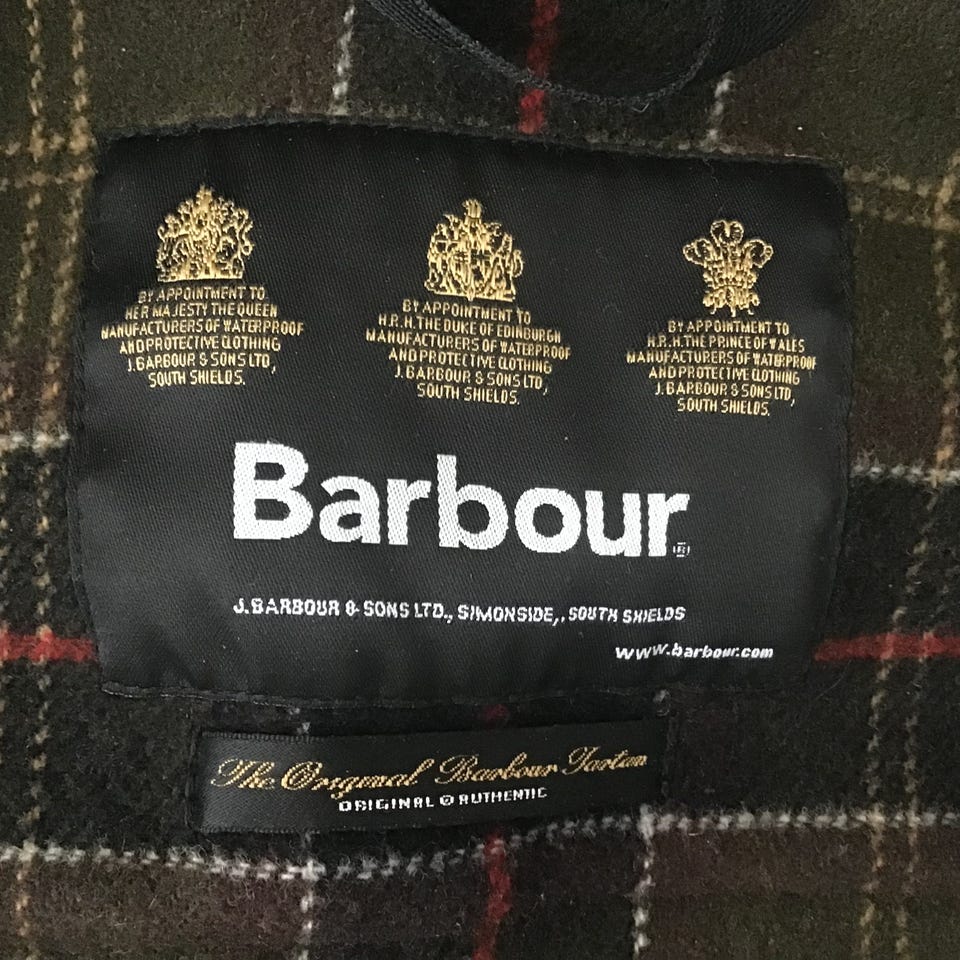 BY APPOINTMENT TO
HER MAJESTY THE QUEEN
MANUFACTURERS OF WATERPROOF
AND PROTECTIVE CLOTHING
J. BARBOUR & SONS LTD,
SOUTH SHIELDS.
BY APPOINTMENT TO
H.R.H. THE DUKE OF EDINBURGH
MANUFACTURERS OF WATERPROOF
AND PROTECTIVE CLOTHING
J. BARBOUR & SONS LTD,
SOUTH SHIELDS.
BY APPOINTMENT TO
H.R.H. THE PRINCE OF WALES
MANUFACTURERS OF WATERPROOF
AND PROTECTIVE CLOTHING
J. BARBOUR & SONS LTD,
SOUTH SHIELDS.
Barbour®
J. BARBOUR & SONS LTD., SIMONSIDE,, SOUTH SHIELDS
www.barbour.com
The Original Barbour Tartan
ORIGINAL & AUTHENTIC